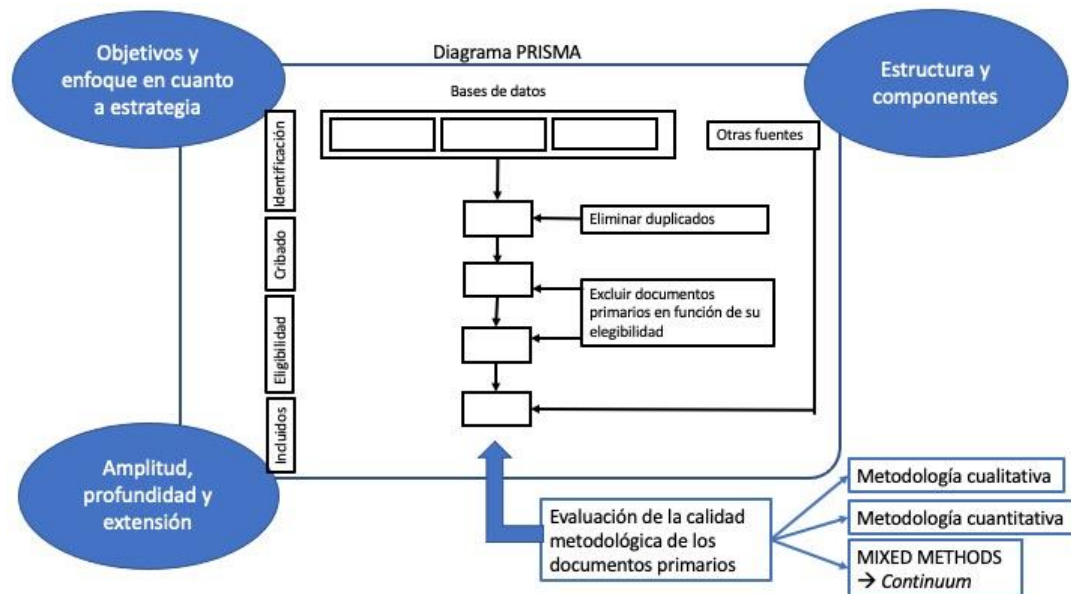 Objetivos y
enfoque en cuanto
a estrategia
Diagrama PRISMA
Estructura y
componentes
Bases de datos
Otras fuentes
Identificación
Eliminar duplicados
Cribado
Excluir documentos
primarios en función de su
elegibilidad
Eligibilidad
Incluidos
Amplitud,
profundidad y
extensión
Evaluación de la calidad
metodológica de los
documentos primarios
Metodología cualitativa
Metodología cuantitativa
MIXED METHODS
→ Continuum